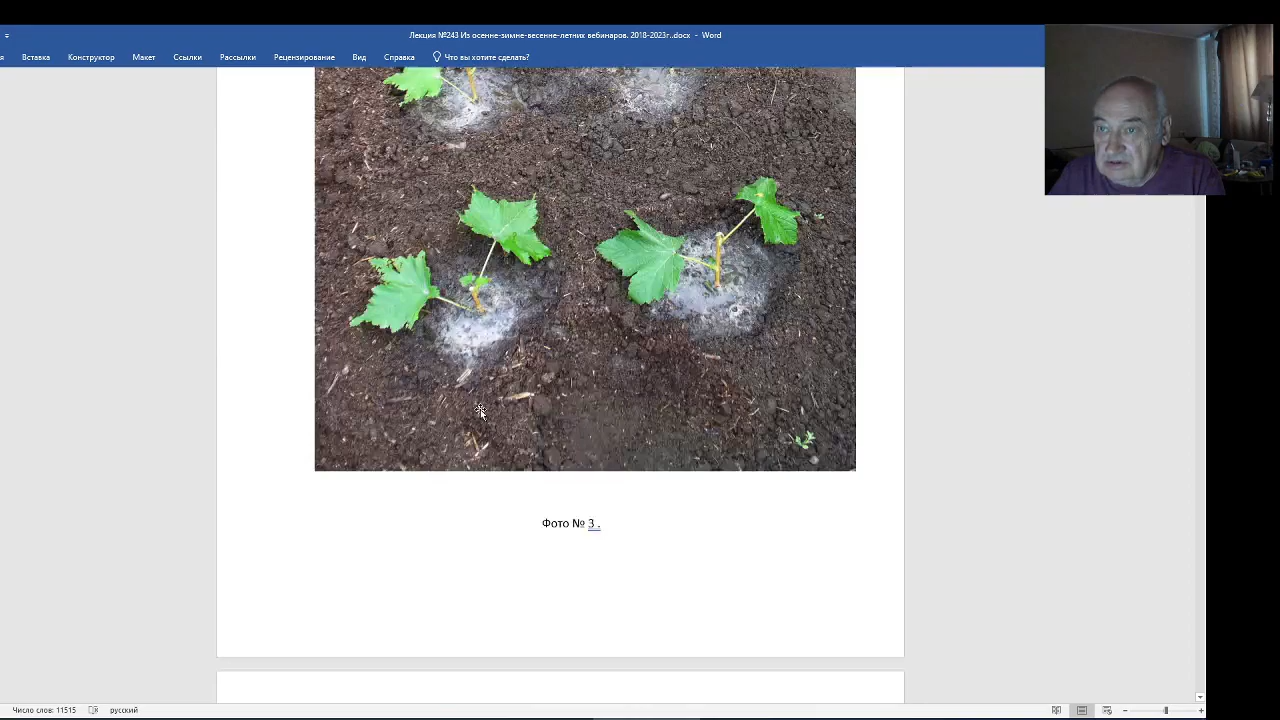 Лекция №243 Из осенне-зимне-весенне-летних вебинаров. 2018-2023г..docx - Word
я Вставка Конструктор Макет Ссылки Рассылки Рецензирование Вид Справка Что вы хотите сделать?
Фото № 3 .
Число слов: 11515 русский